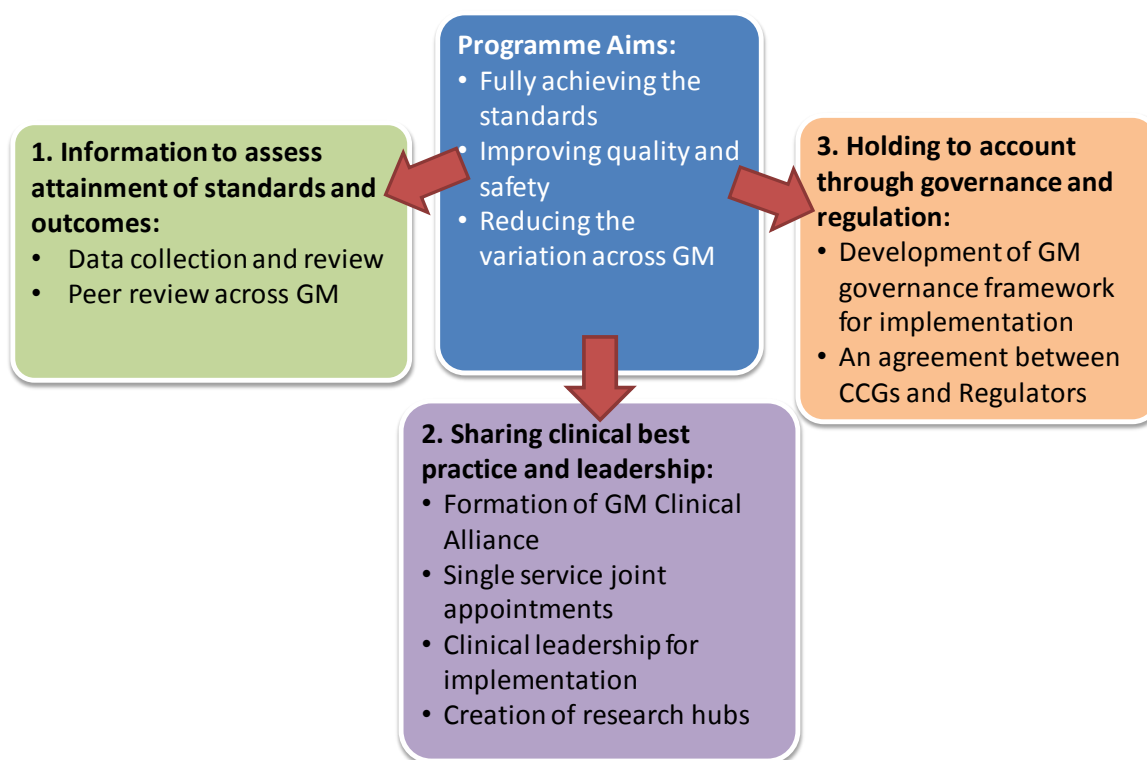 Programme Aims:
• Fully achieving the
standards
• Improving quality and
safety
• Reducing the
variation across GM
1. Information to assess
attainment of standards and
outcomes:
• Data collection and review
• Peer review across GM
2. Sharing clinical best
practice and leadership:
• Formation of GM Clinical
Alliance
• Single service joint
appointments
• Clinical leadership for
implementation
• Creation of research hubs
3. Holding to account
through governance and
regulation:
• Development of GM
governance framework
for implementation
• An agreement between
CCGs and Regulators